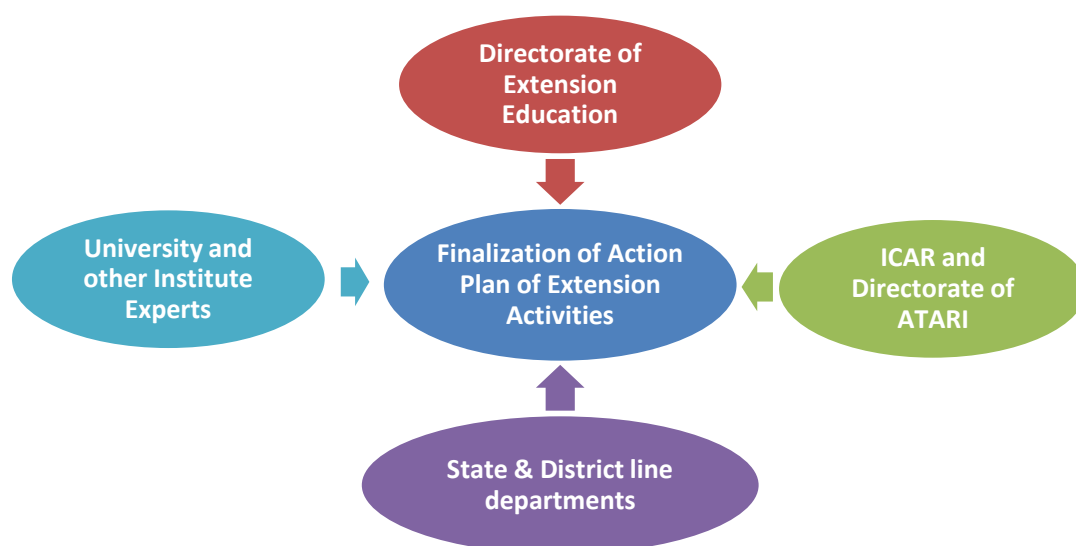 Directorate of
Extension
Education
University and
other Institute
Experts
Finalization of Action
Plan of Extension
Activities
ICAR and
Directorate of
ATARI
State & District line
departments